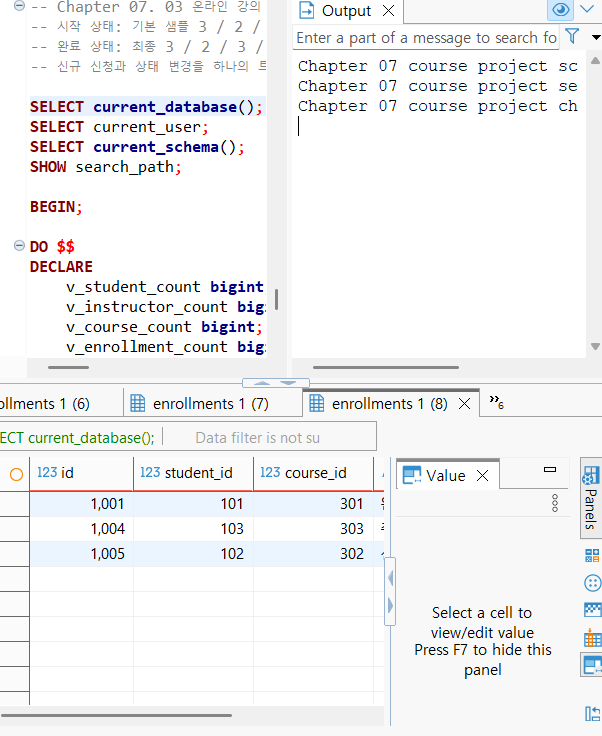 -- Chapter 07. 03 온라인 강의
-- 시작 상태: 기본 샘플 3 / 2 /
-- 완료 상태: 최종 3 / 2 / 3 /
-- 신규 신청과 상태 변경을 하나의
SELECT current_database();
SELECT current_user;
SELECT current_schema();
SHOW search_path;
BEGIN;
DO $$
DECLARE
v_student_count bigint
v_instructor_count big
v_course_count bigint;
v_enrollment_count big
Output
Enter a part of a message to search fo
Chapter 07 course project sc
Chapter 07 course project se
Chapter 07 course project ch
ollments 1 (6)
enrollments 1 (7)
enrollments 1 (8)
6
ECT current_database();
Data filter is not su
123 id 123 student_id 123 course_id
1,001 101 301
1,004 103 303
1,005 102 302
Value
Select a cell to
view/edit value
Press F7 to hide this
panel
Panels